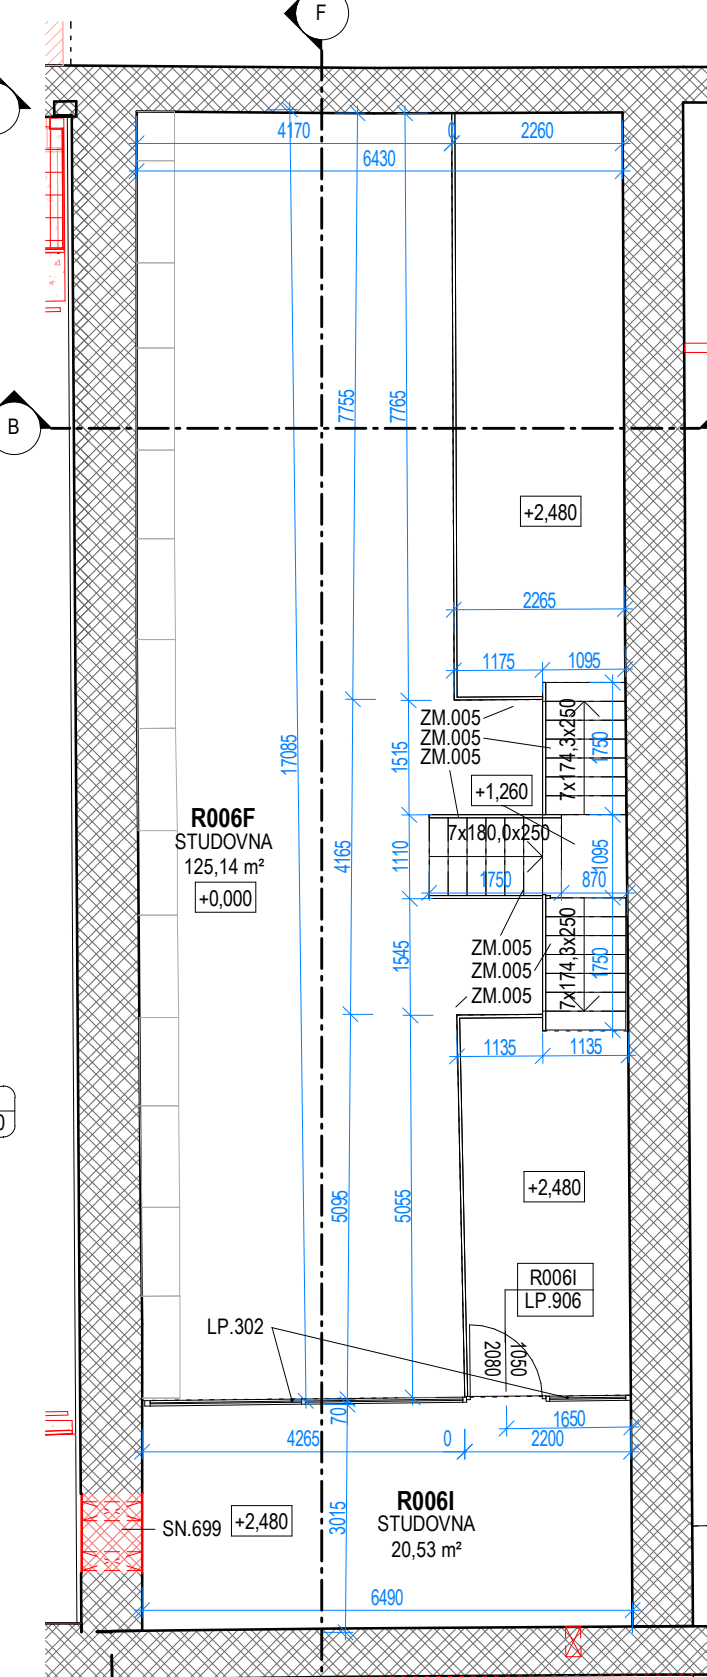 F
4170
0
2260
6430
7755
7765
B
+2,480
2265
1175
1095
ZM.005
ZM.005
ZM.005
7x174,3x250
1750
17085
1515
+1,260
R006F
STUDOVNA
125,14 m²
+0,000
7x180,0x250
4165
1110
1095
1750
870
1545
ZM.005
ZM.005
ZM.005
7x174,3x250
1750
1135
1135
5095
5055
+2,480
R006I
LP.906
LP.302
2080
1050
70
1650
4265
0
2200
R006I
STUDOVNA
20,53 m²
SN.699
+2,480
3015
6490